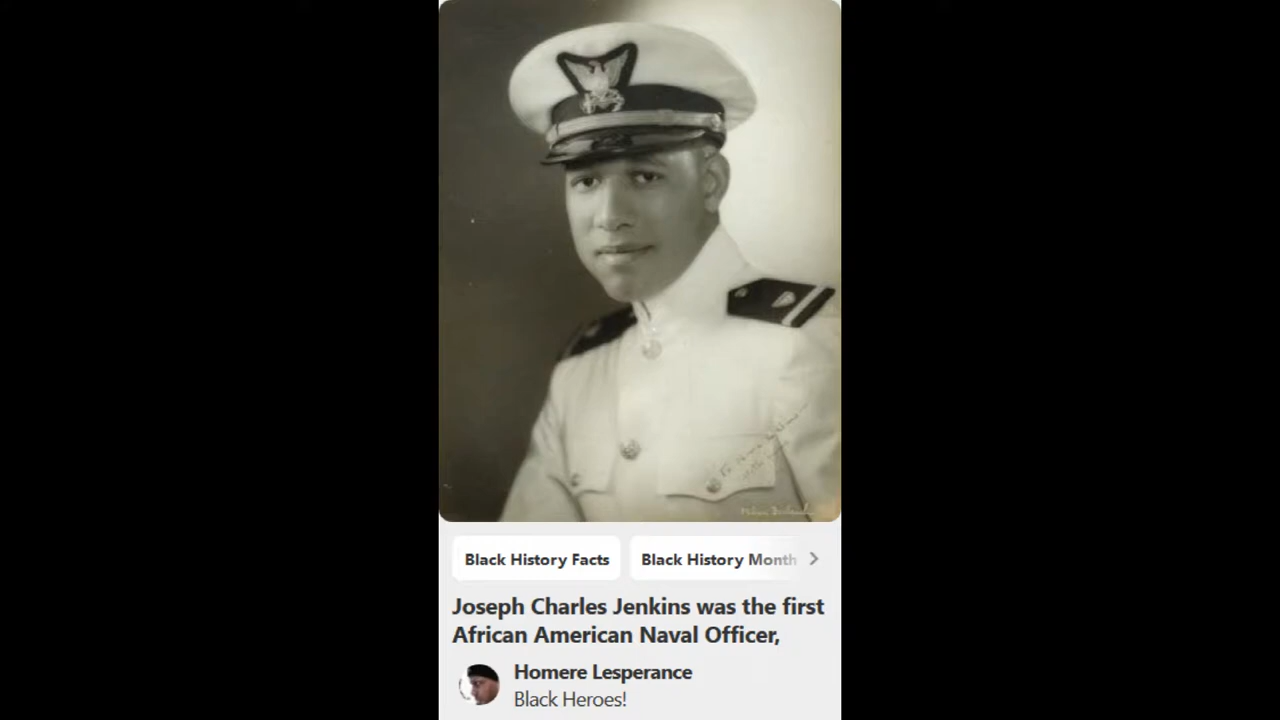 Black History Facts
Black History Month
Joseph Charles Jenkins was the first
African American Naval Officer,
Homere Lesperance
Black Heroes!